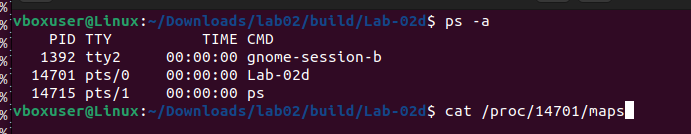 vboxuser@Linux:~/Downloads/lab02/build/Lab-02d$ ps -a
    PID TTY          TIME CMD
   1392 tty2     00:00:00 gnome-session-b
  14701 pts/0    00:00:00 Lab-02d
  14715 pts/1    00:00:00 ps
vboxuser@Linux:~/Downloads/lab02/build/Lab-02d$ cat /proc/14701/maps